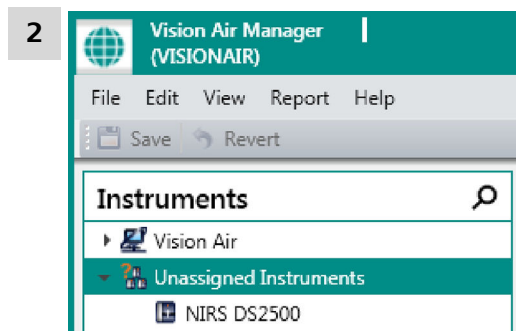 2
Vision Air Manager
(VISIONAIR)
File Edit View Report Help
Save Revert
Instruments
Vision Air
Unassigned Instruments
NIRS DS2500